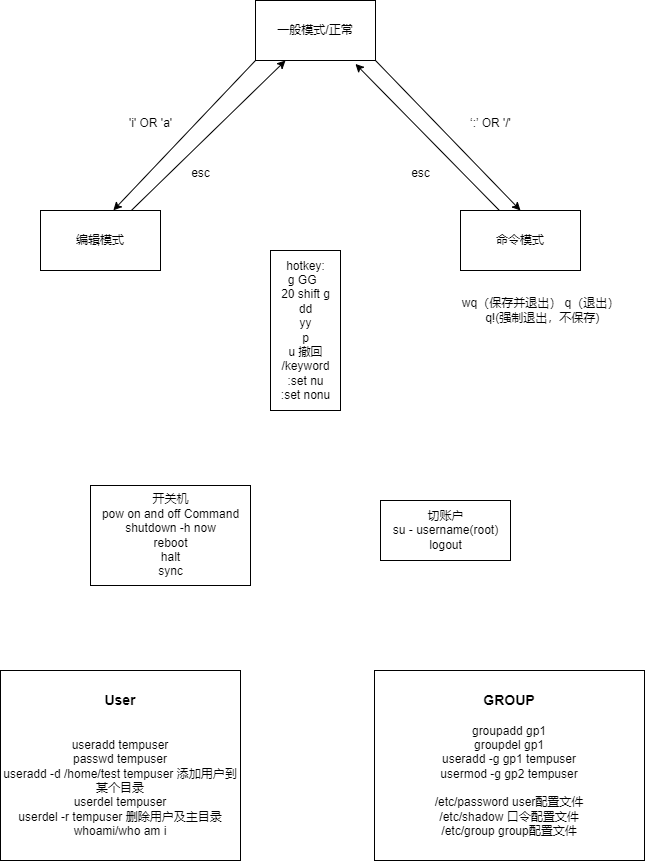 一般模式/正常
'i' OR 'a'
‘:’ OR '/'
esc
esc
编辑模式
命令模式
hotkey:
g GG
20 shift g
dd
yy
p
u 撤回
/keyword
:set nu
:set nonu
wq（保存并退出） q（退出）
q!(强制退出，不保存)
开关机
pow on and off Command
shutdown -h now
reboot
halt
sync
切账户
su - username(root)
logout
User
useradd tempuser
passwd tempuser
useradd -d /home/test tempuser 添加用户到
某个目录
userdel tempuser
userdel -r tempuser 删除用户及主目录
whoami/who am i
GROUP
groupadd gp1
groupdel gp1
useradd -g gp1 tempuser
usermod -g gp2 tempuser
/etc/password user配置文件
/etc/shadow 口令配置文件
/etc/group group配置文件